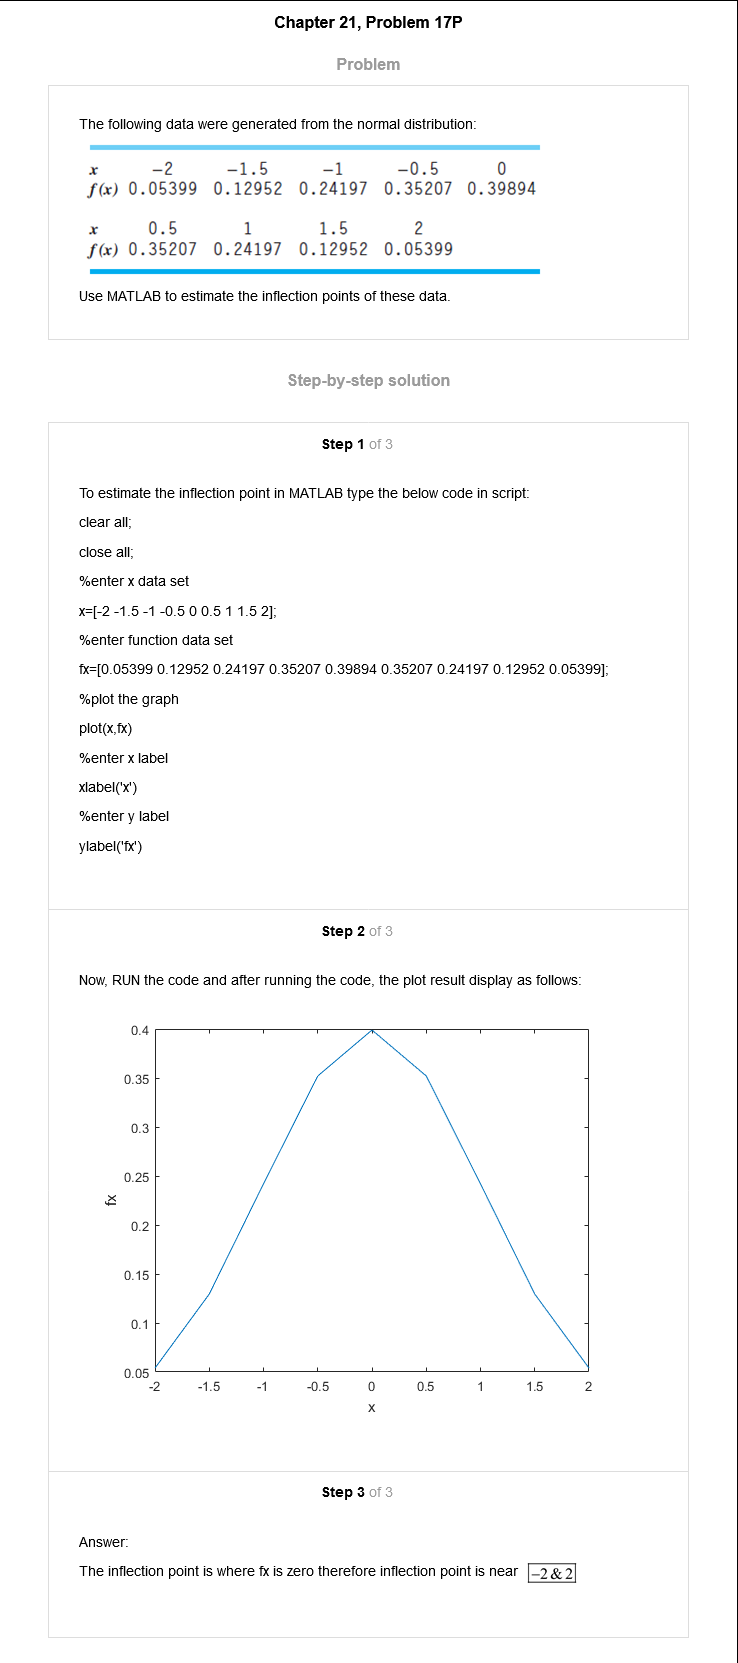 Chapter 21, Problem 17P
Problem
The following data were generated from the normal distribution:
x −2 −1.5 −1 −0.5 0
f(x) 0.05399 0.12952 0.24197 0.35207 0.39894
x 0.5 1 1.5 2
f(x) 0.35207 0.24197 0.12952 0.05399
Use MATLAB to estimate the inflection points of these data.
Step-by-step solution
Step 1 of 3
To estimate the inflection point in MATLAB type the below code in script:
clear all;
close all;
%enter x data set
x=[-2 -1.5 -1 -0.5 0 0.5 1 1.5 2];
%enter function data set
fx=[0.05399 0.12952 0.24197 0.35207 0.39894 0.35207 0.24197 0.12952 0.05399];
%plot the graph
plot(x,fx)
%enter x label
xlabel('x')
%enter y label
ylabel('fx')
Step 2 of 3
Now, RUN the code and after running the code, the plot result display as follows:
0.4
0.35
0.3
0.25
fx
0.2
0.15
0.1
0.05
-2 -1.5 -1 -0.5 0 0.5 1 1.5 2
x
Step 3 of 3
Answer:
The inflection point is where fx is zero therefore inflection point is near −2 & 2